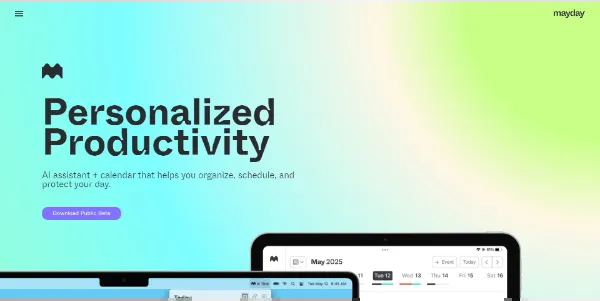 mayday
Personalized
Productivity
AI assistant + calendar that helps you organize, schedule, and
protect your day.
Download Public Beta
May 2025
+ Event
Today
11
Tue 12
Wed 13
Thu 14
Fri 15
Sat 16